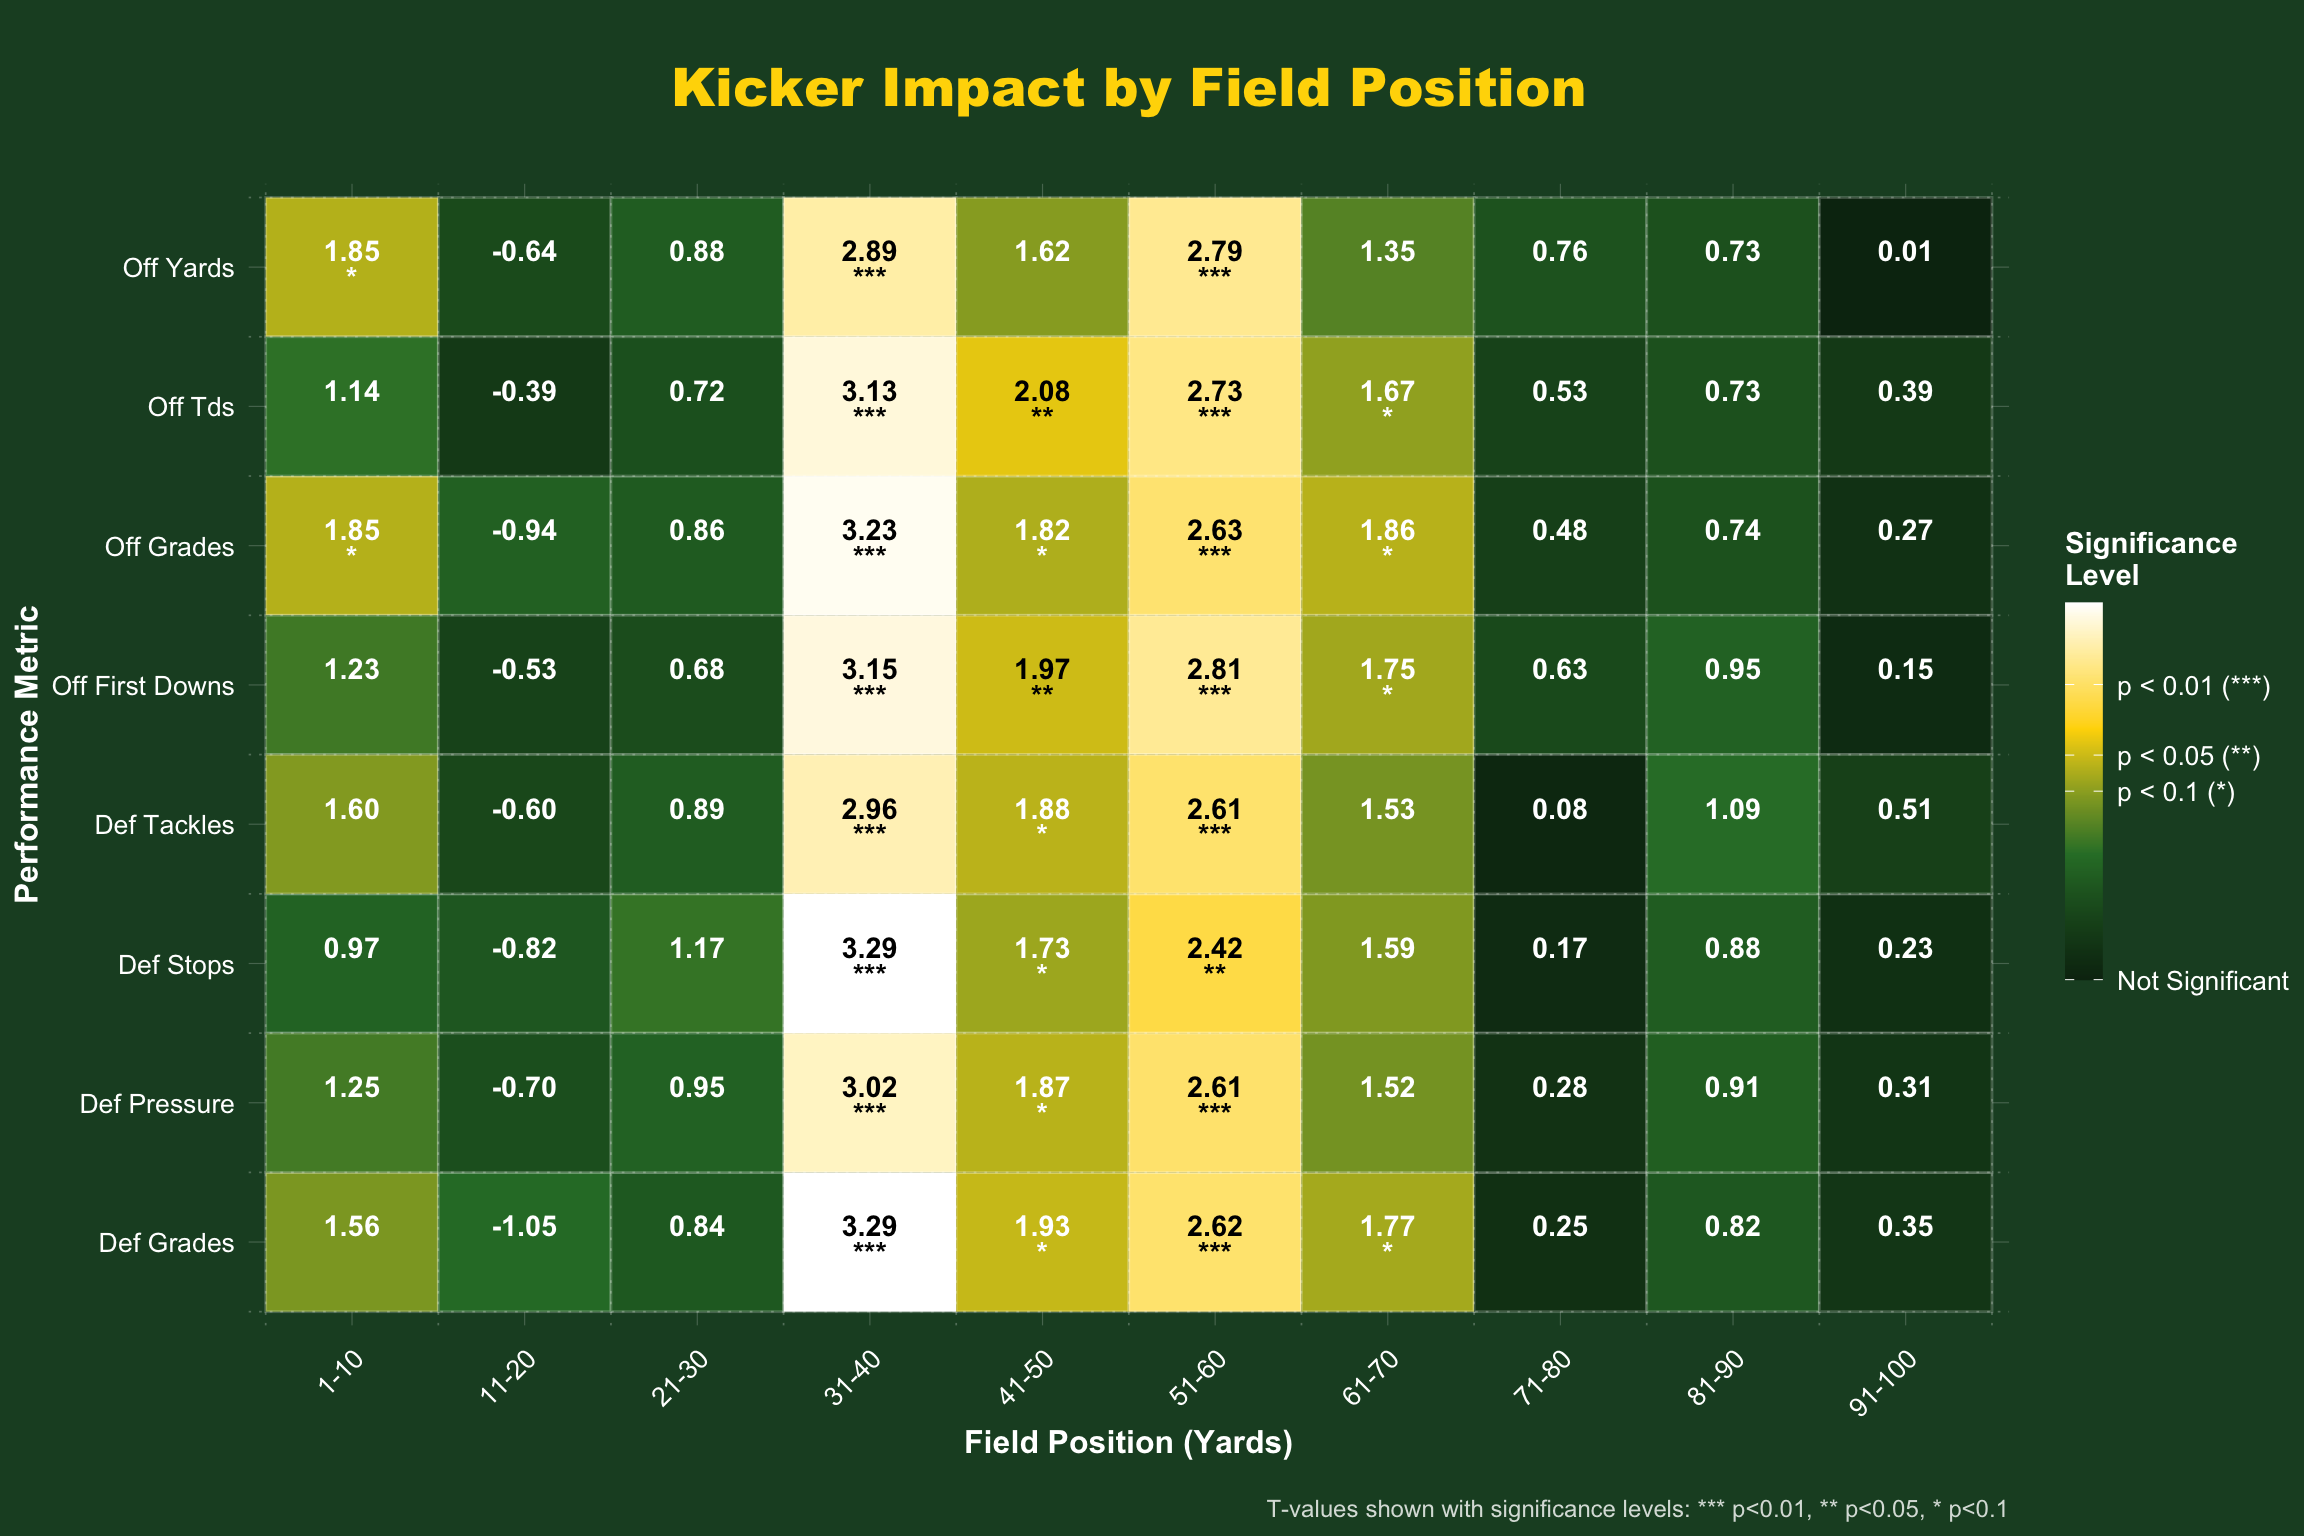 Kicker Impact by Field Position
Off Yards 1.85 -0.64 0.88 2.89 1.62 2.79 1.35 0.76 0.73 0.01
* *** ***
Off Tds 1.14 -0.39 0.72 3.13 2.08 2.73 1.67 0.53 0.73 0.39
*** ** *** *
Off Grades 1.85 -0.94 0.86 3.23 1.82 2.63 1.86 0.48 0.74 0.27
* *** * *** *
Off First Downs 1.23 -0.53 0.68 3.15 1.97 2.81 1.75 0.63 0.95 0.15
*** ** *** *
Def Tackles 1.60 -0.60 0.89 2.96 1.88 2.61 1.53 0.08 1.09 0.51
*** * ***
Def Stops 0.97 -0.82 1.17 3.29 1.73 2.42 1.59 0.17 0.88 0.23
*** * **
Def Pressure 1.25 -0.70 0.95 3.02 1.87 2.61 1.52 0.28 0.91 0.31
*** * ***
Def Grades 1.56 -1.05 0.84 3.29 1.93 2.62 1.77 0.25 0.82 0.35
*** * *** *
Performance Metric
1-10 11-20 21-30 31-40 41-50 51-60 61-70 71-80 81-90 91-100
Field Position (Yards)
Significance
Level
p < 0.01 (***)
p < 0.05 (**)
p < 0.1 (*)
Not Significant
T-values shown with significance levels: *** p<0.01, ** p<0.05, * p<0.1